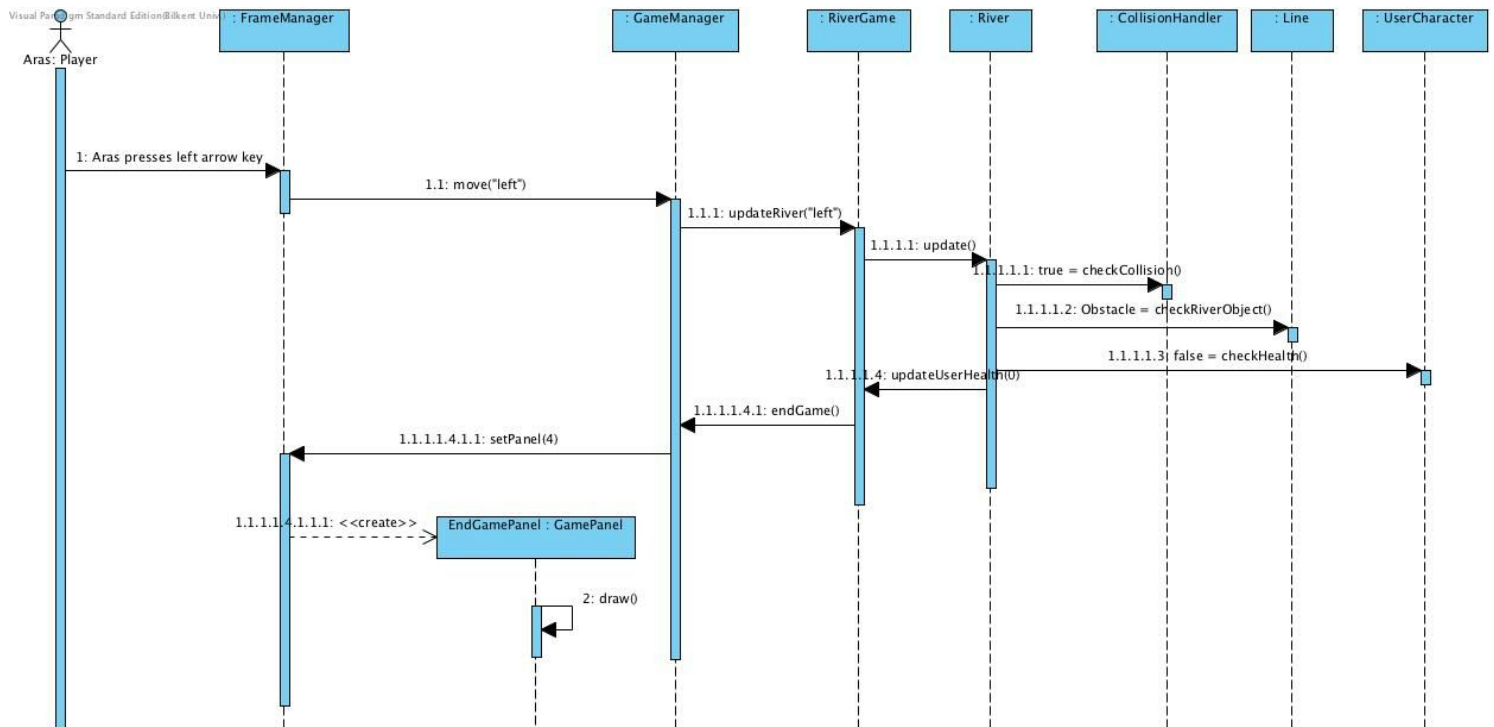 Visual Paradigm Standard Edition(Bilkent Univ.)
: FrameManager
: GameManager
: RiverGame
: River
: CollisionHandler
: Line
: UserCharacter
Aras: Player
1: Aras presses left arrow key
1.1: move("left")
1.1.1: updateRiver("left")
1.1.1.1: update()
1.1.1.1.1: true = checkCollision()
1.1.1.1.2: Obstacle = checkRiverObject()
1.1.1.1.3: false = checkHealth()
1.1.1.1.4: updateUserHealth(0)
1.1.1.1.4.1: endGame()
1.1.1.1.4.1.1: setPanel(4)
1.1.1.1.4.1.1.1: <<create>>
EndGamePanel : GamePanel
2: draw()